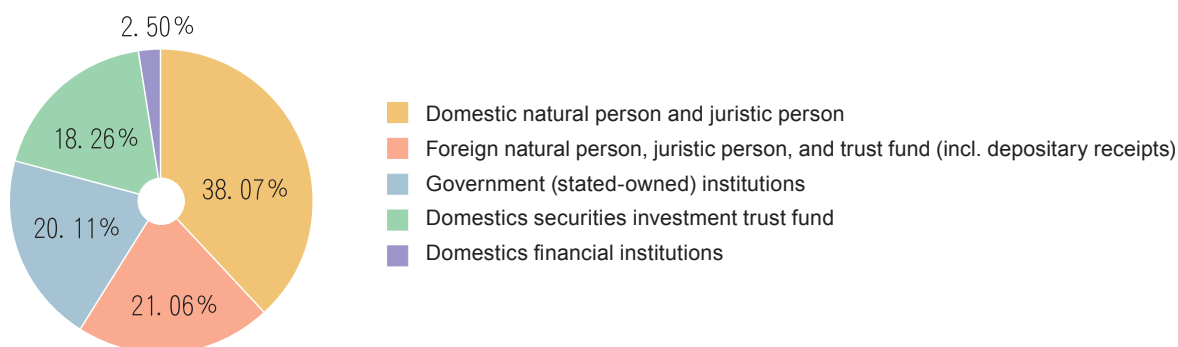 2.50%
18.26%
38.07%
20.11%
21.06%
Domestic natural person and juristic person
Foreign natural person, juristic person, and trust fund (incl. depositary receipts)
Government (stated-owned) institutions
Domestics securities investment trust fund
Domestics financial institutions